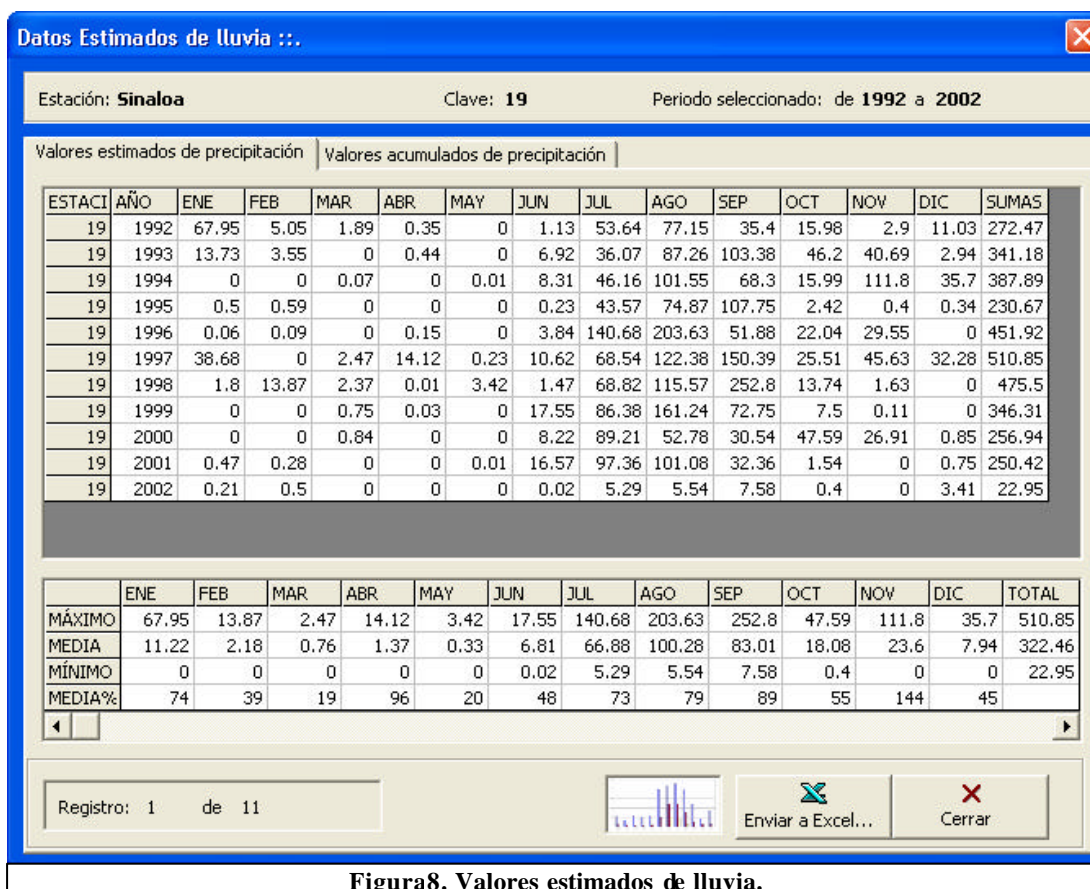 Datos Estimados de lluvia ::.
Estación: Sinaloa Clave: 19 Periodo seleccionado: de 1992 a 2002
Valores estimados de precipitación Valores acumulados de precipitación
ESTACI AÑO ENE FEB MAR ABR MAY JUN JUL AGO SEP OCT NOV DIC SUMAS
19 1992 67.95 5.05 1.89 0.35 0 1.13 53.64 77.15 35.4 15.98 2.9 11.03 272.47
19 1993 13.73 3.55 0 0.44 0 6.92 36.07 87.26 103.38 46.2 40.69 2.94 341.18
19 1994 0 0 0.07 0 0.01 8.31 46.16 101.55 68.3 15.99 111.8 35.7 387.89
19 1995 0.5 0.59 0 0 0 0.23 43.57 74.87 107.75 2.42 0.4 0.34 230.67
19 1996 0.06 0.09 0 0.15 0 3.84 140.68 203.63 51.88 22.04 29.55 0 451.92
19 1997 38.68 0 2.47 14.12 0.23 10.62 68.54 122.38 150.39 25.51 45.63 32.28 510.85
19 1998 1.8 13.87 2.37 0.01 3.42 1.47 68.82 115.57 252.8 13.74 1.63 0 475.5
19 1999 0 0 0.75 0.03 0 17.55 86.38 161.24 72.75 7.5 0.11 0 346.31
19 2000 0 0 0.84 0 0 8.22 89.21 52.78 30.54 47.59 26.91 0.85 256.94
19 2001 0.47 0.28 0 0 0.01 16.57 97.36 101.08 32.36 1.54 0 0.75 250.42
19 2002 0.21 0.5 0 0 0 0.02 5.29 5.54 7.58 0.4 0 3.41 22.95
ENE FEB MAR ABR MAY JUN JUL AGO SEP OCT NOV DIC TOTAL
MÁXIMO 67.95 13.87 2.47 14.12 3.42 17.55 140.68 203.63 252.8 47.59 111.8 35.7 510.85
MEDIA 11.22 2.18 0.76 1.37 0.33 6.81 66.88 100.28 83.01 18.08 23.6 7.94 322.46
MÍNIMO 0 0 0 0 0 0.02 5.29 5.54 7.58 0.4 0 0 22.95
MEDIA% 74 39 19 96 20 48 73 79 89 55 144 45
Registro: 1 de 11
Enviar a Excel...
Cerrar
Figura8. Valores estimados de lluvia.